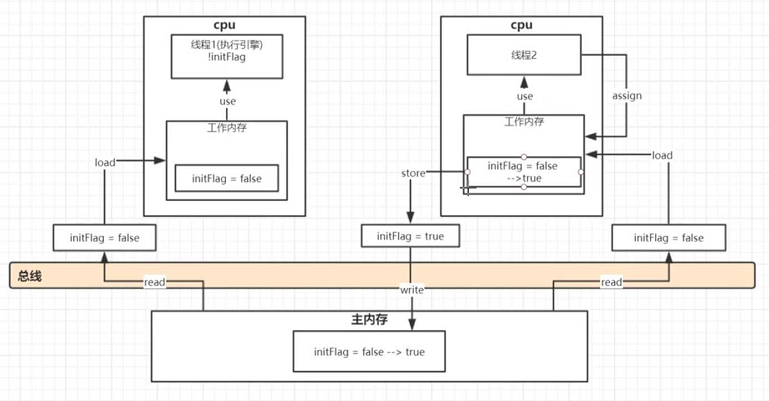 cpu
线程1(执行引擎)
!initFlag
use
工作内存
initFlag = false
load
initFlag = false
read
cpu
线程2
assign
use
工作内存
initFlag = false
-->true
store
load
initFlag = true
initFlag = false
总线
write
read
主内存
initFlag = false --> true